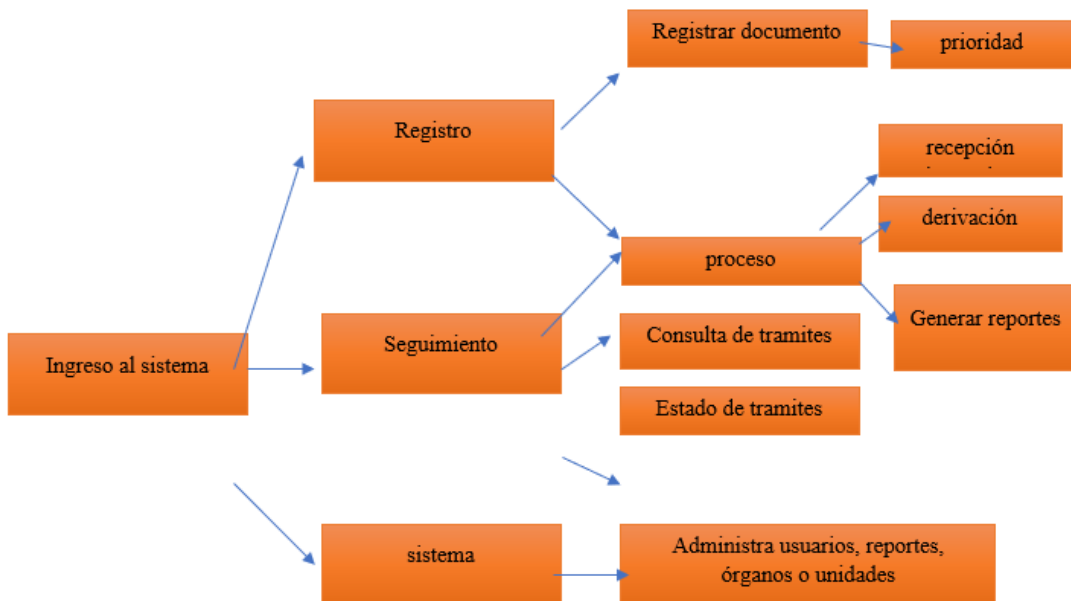 Registrar documento
prioridad
Registro
recepción
derivación
proceso
Generar reportes
Ingreso al sistema
Seguimiento
Consulta de tramites
Estado de tramites
sistema
Administra usuarios, reportes,
órganos o unidades